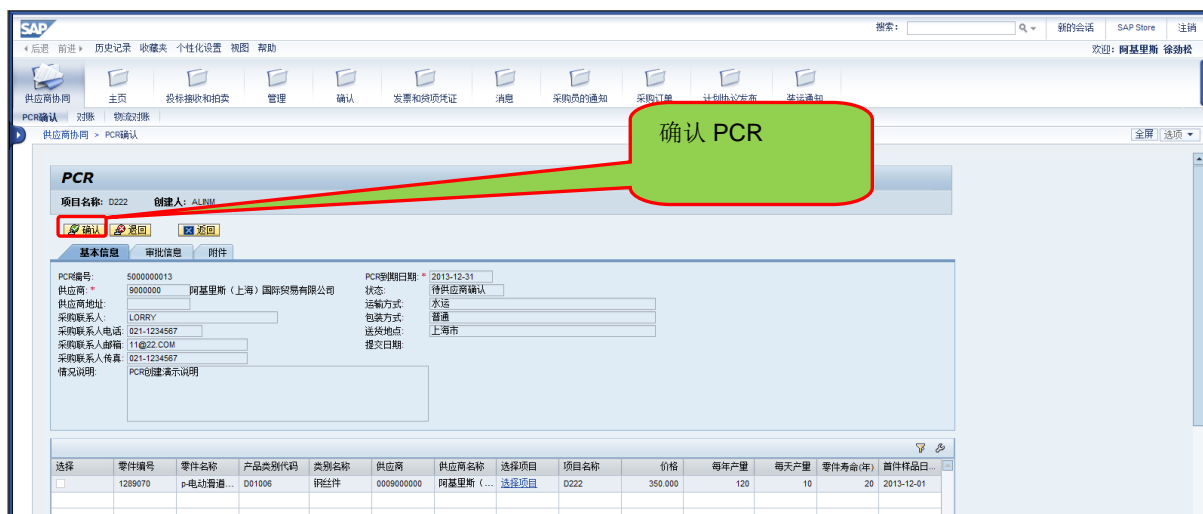 SAP 搜索: 新的会话 SAP Store 注销
后退 前进 历史记录 收藏夹 个性化设置 视图 帮助 欢迎: 阿基里斯 徐劲松
供应商协同 主页 投标接收和拍卖 管理 确认 发票和贷项凭证 消息 采购员的通知 采购订单 计划协议发布 装运通知
PCR确认 对账 物流对账
供应商协同 > PCR确认 全屏 选项
确认 PCR
PCR
项目名称: D222 创建人: ALINM
确认 退回 返回
基本信息 审批信息 附件
PCR编号: 5000000013 PCR到期日期: * 2013-12-31
供应商: * 9000000 阿基里斯（上海）国际贸易有限公司 状态: 待供应商确认
供应商地址: 运输方式: 水运
采购联系人: LORRY 包装方式: 普通
采购联系人电话: 021-1234567 送货地点: 上海市
采购联系人邮箱: 11@22.COM 提交日期:
采购联系人传真: 021-1234567
情况说明: PCR创建演示说明
选择 零件编号 零件名称 产品类别代码 类别名称 供应商 供应商名称 选择项目 项目名称 价格 每年产量 每天产量 零件寿命(年) 首件样品日...
1289070 p-电动滑道... D01006 铜丝件 0009000000 阿基里斯（... 选择项目 D222 350.000 120 10 20 2013-12-01